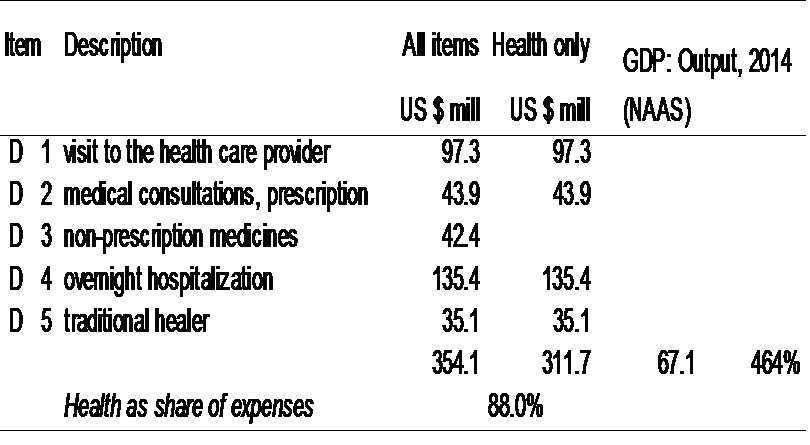 Item Description All items Health only GDP: Output, 2014
US $ mill US $ mill (NAAS)
D 1 visit to the health care provider 97.3 97.3
D 2 medical consultations, prescription 43.9 43.9
D 3 non-prescription medicines 42.4
D 4 overnight hospitalization 135.4 135.4
D 5 traditional healer 35.1 35.1
354.1 311.7 67.1 464%
Health as share of expenses 88.0%